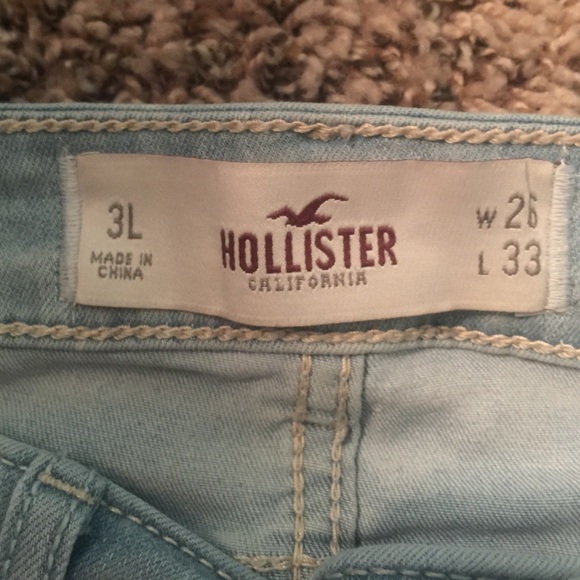 3L
MADE IN
CHINA
HOLLISTER
CALIFORNIA
W 26
L 33